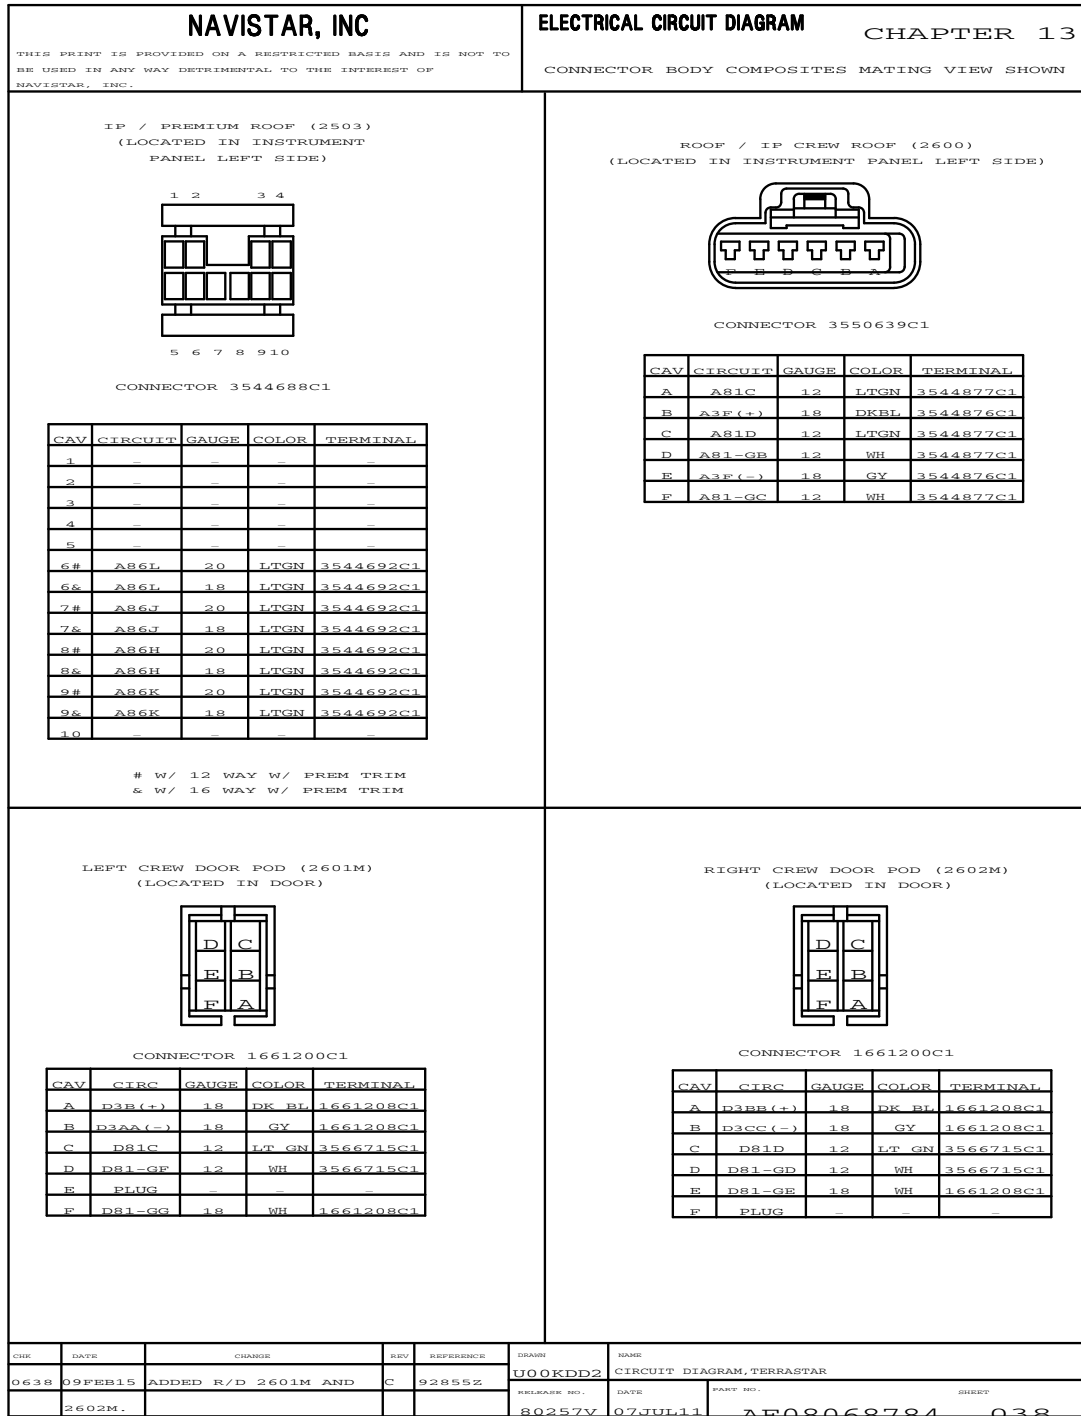 NAVISTAR, INC
THIS PRINT IS PROVIDED ON A RESTRICTED BASIS AND IS NOT TO
BE USED IN ANY WAY DETRIMENTAL TO THE INTEREST OF
NAVISTAR, INC.
ELECTRICAL CIRCUIT DIAGRAM
CHAPTER 13
CONNECTOR BODY COMPOSITES MATING VIEW SHOWN
IP / PREMIUM ROOF (2503)
(LOCATED IN INSTRUMENT
PANEL LEFT SIDE)
1 2 3 4
5 6 7 8 9 10
CONNECTOR 3544688C1
CAV CIRCUIT GAUGE COLOR TERMINAL
1 – – – –
2 – – – –
3 – – – –
4 – – – –
5 – – – –
6# A86L 20 LTGN 3544692C1
6& A86L 18 LTGN 3544692C1
7# A86J 20 LTGN 3544692C1
7& A86J 18 LTGN 3544692C1
8# A86H 20 LTGN 3544692C1
8& A86H 18 LTGN 3544692C1
9# A86K 20 LTGN 3544692C1
9& A86K 18 LTGN 3544692C1
10 – – – –
# W/ 12 WAY W/ PREM TRIM
& W/ 16 WAY W/ PREM TRIM
ROOF / IP CREW ROOF (2600)
(LOCATED IN INSTRUMENT PANEL LEFT SIDE)
F E D C B A
CONNECTOR 3550639C1
CAV CIRCUIT GAUGE COLOR TERMINAL
A A81C 12 LTGN 3544877C1
B A3F(+) 18 DKBL 3544876C1
C A81D 12 LTGN 3544877C1
D A81-GB 12 WH 3544877C1
E A3F(-) 18 GY 3544876C1
F A81-GC 12 WH 3544877C1
LEFT CREW DOOR POD (2601M)
(LOCATED IN DOOR)
D C
E B
F A
CONNECTOR 1661200C1
CAV CIRC GAUGE COLOR TERMINAL
A D3B(+) 18 DK BL 1661208C1
B D3AA(-) 18 GY 1661208C1
C D81C 12 LT GN 3566715C1
D D81-GF 12 WH 3566715C1
E PLUG – – –
F D81-GG 18 WH 1661208C1
RIGHT CREW DOOR POD (2602M)
(LOCATED IN DOOR)
D C
E B
F A
CONNECTOR 1661200C1
CAV CIRC GAUGE COLOR TERMINAL
A D3BB(+) 18 DK BL 1661208C1
B D3CC(-) 18 GY 1661208C1
C D81D 12 LT GN 3566715C1
D D81-GD 12 WH 3566715C1
E D81-GE 18 WH 1661208C1
F PLUG – – –
CHK DATE CHANGE REV REFERENCE
0638 09FEB15 ADDED R/D 2601M AND C 92855Z
2602M.
DRAWN NAME
U00KDD2 CIRCUIT DIAGRAM,TERRASTAR
RELEASE NO. DATE PART NO. SHEET
80257V 07JUL11 AE08068784 038